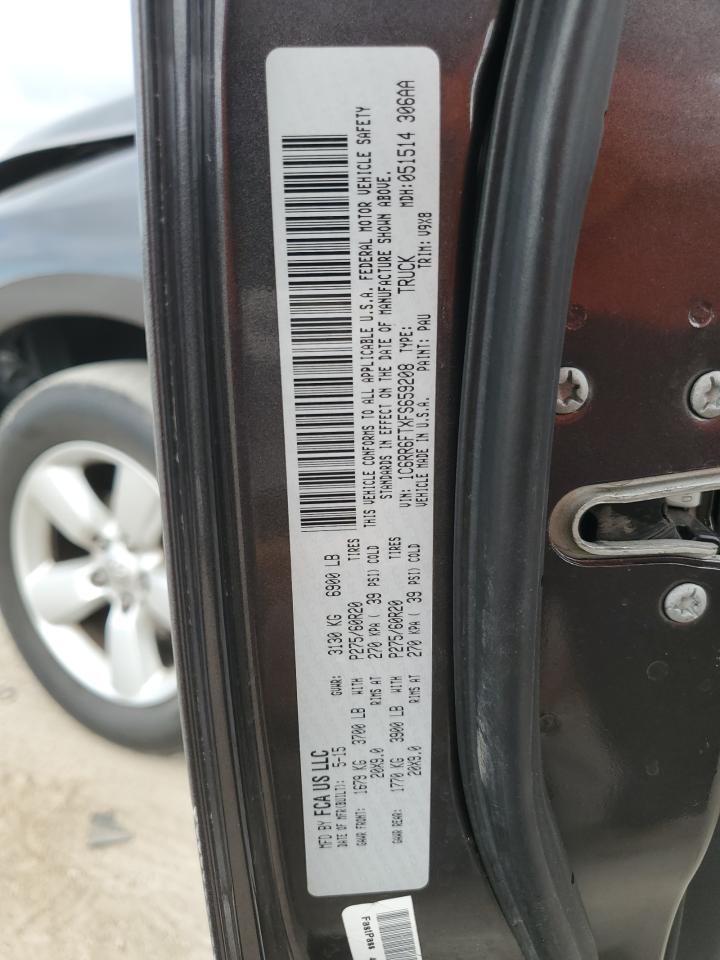 MFD BY FCA US LLC
DATE OF MFR(BUILT): 5-15 GVWR: 3130 KG 6900 LB
GAWR FRONT: 1679 KG 3700 LB WITH P275/60R20 TIRES
20X9.0 RIMS AT 270 KPA ( 39 PSI) COLD
GAWR REAR: 1770 KG 3900 LB WITH P275/60R20 TIRES
20X9.0 RIMS AT 270 KPA ( 39 PSI) COLD
THIS VEHICLE CONFORMS TO ALL APPLICABLE U.S.A. FEDERAL MOTOR VEHICLE SAFETY
STANDARDS IN EFFECT ON THE DATE OF MANUFACTURE SHOWN ABOVE.
VIN: 1C6RR6FTXFS659208 TYPE: TRUCK MDH:051514 306AA
VEHICLE MADE IN U.S.A. PAINT: PAU TRIM: V9X8
FastPass